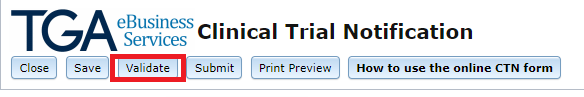 TGA eBusiness Services Clinical Trial Notification
Close Save Validate Submit Print Preview How to use the online CTN form